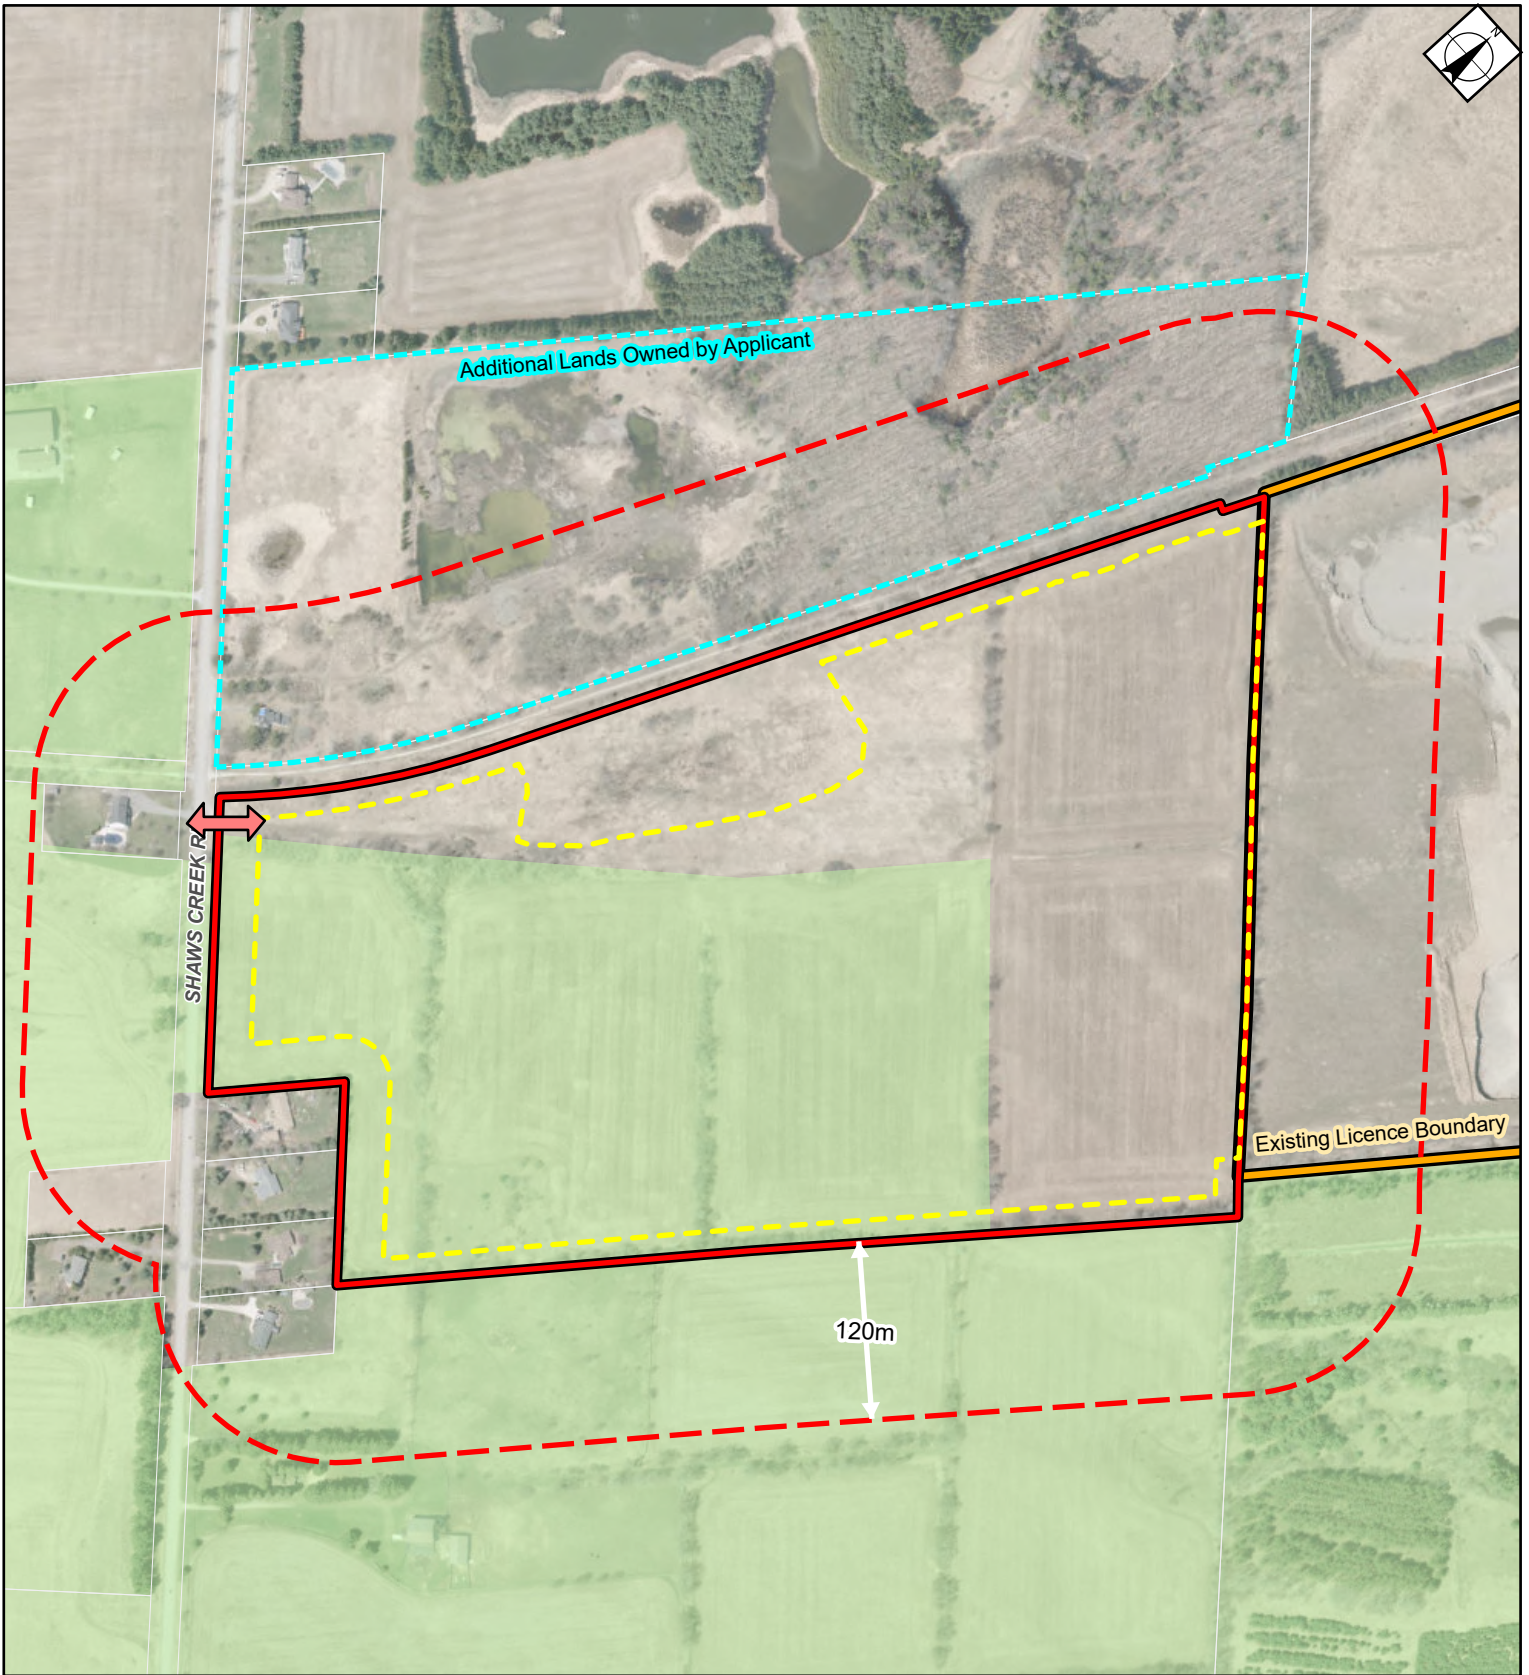 N
Additional Lands Owned by Applicant
SHAWS CREEK R
Existing Licence Boundary
120m